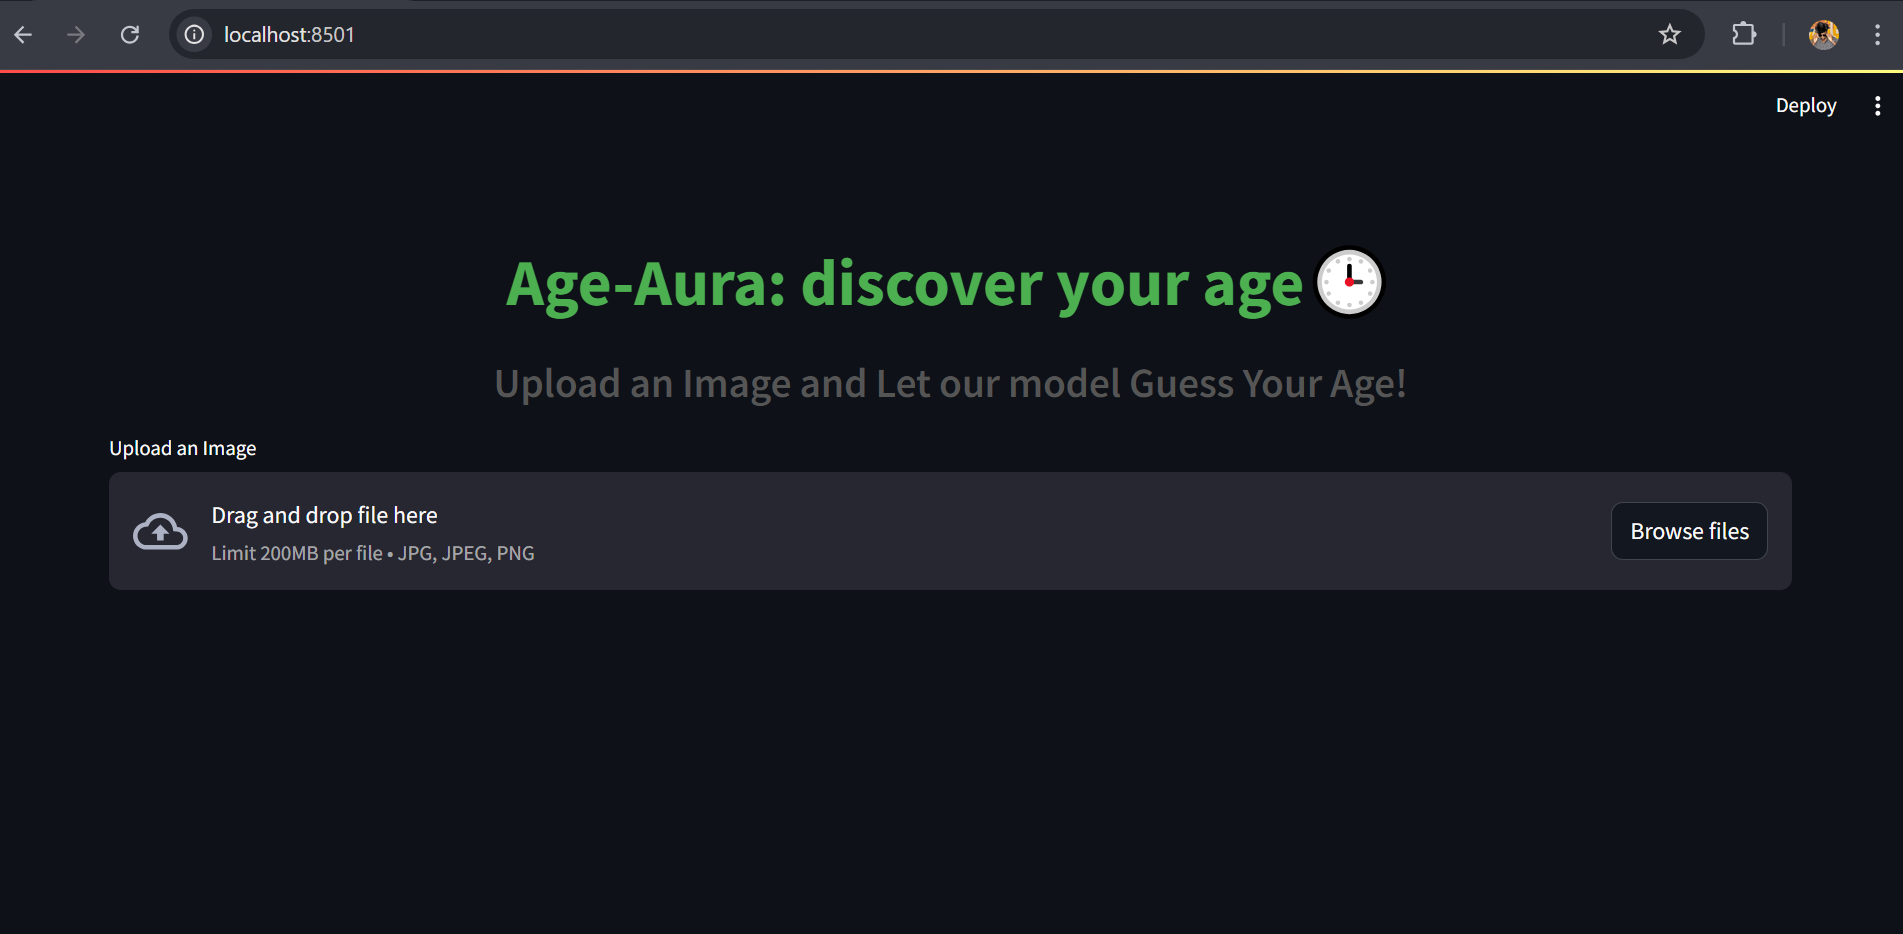 localhost:8501
Deploy
Age-Aura: discover your age
Upload an Image and Let our model Guess Your Age!
Upload an Image
Drag and drop file here
Limit 200MB per file • JPG, JPEG, PNG
Browse files